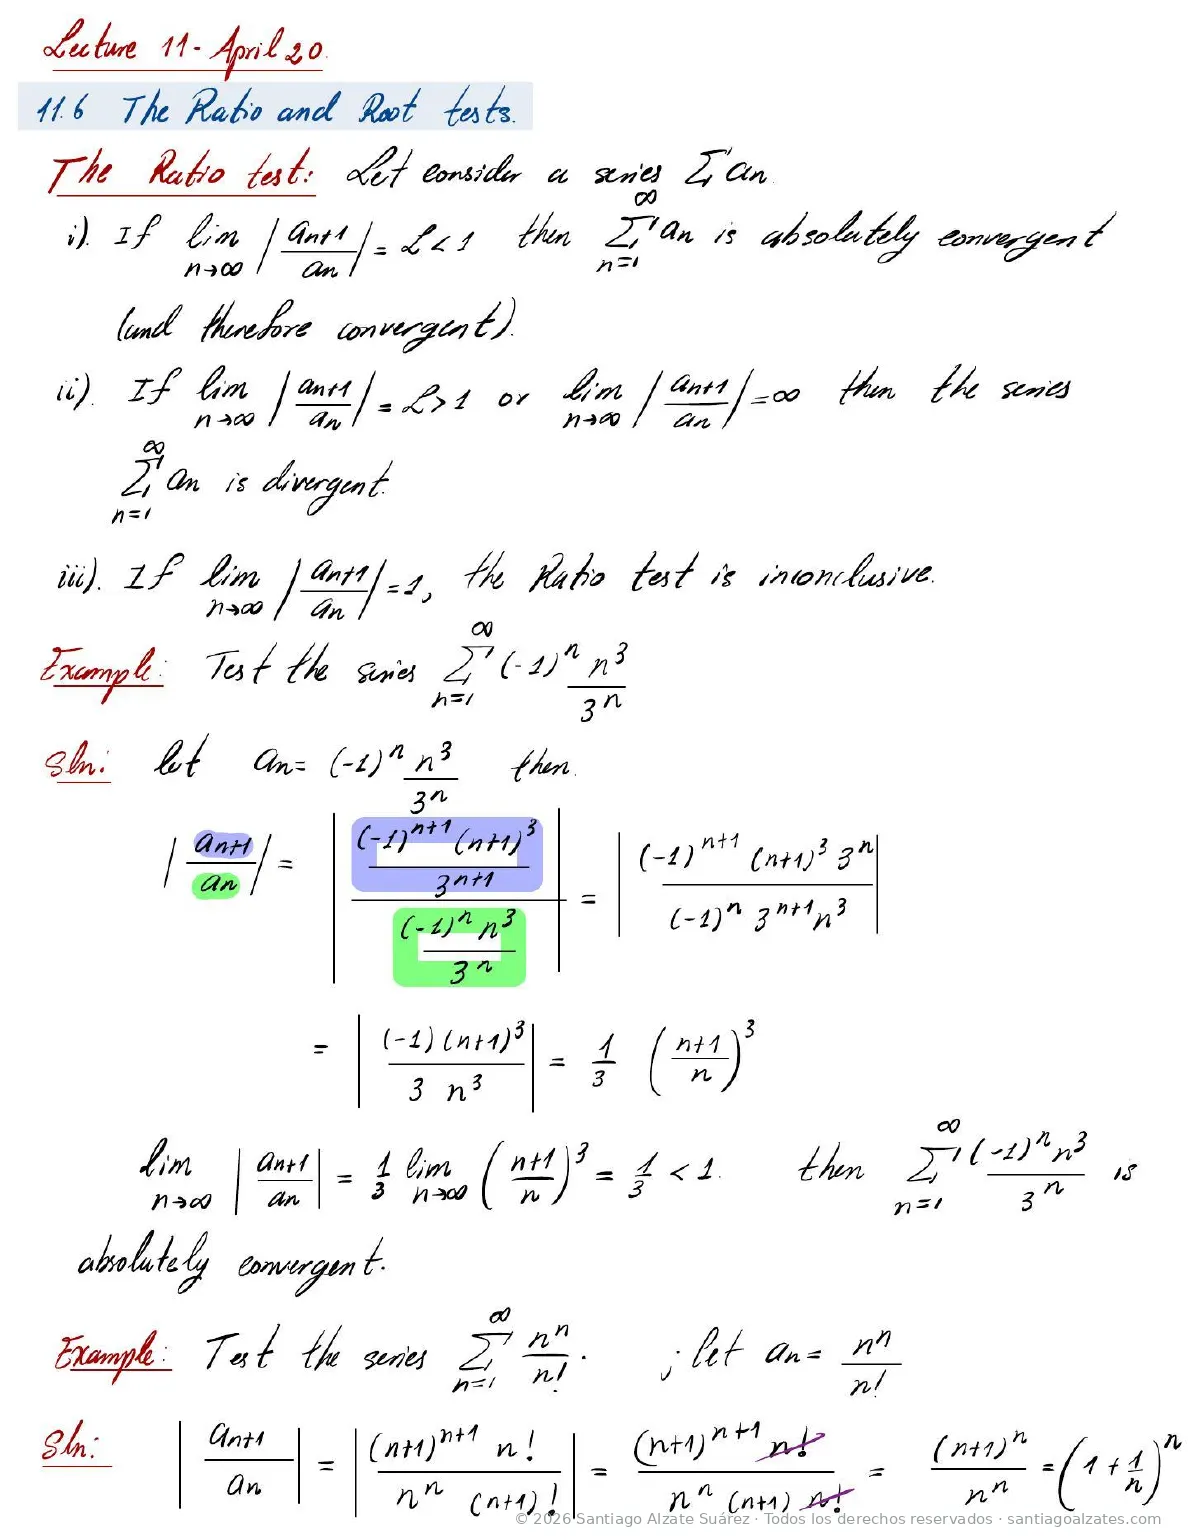 Lecture 11 - April 20.
11.6 The Ratio and Root tests.
The Ratio test: Let consider a series Σ an.
i). If lim n→∞ |an+1/an| = L < 1 then ∞Σn=1 an is absolutely convergent
(and therefore convergent).
ii). If lim n→∞ |an+1/an| = L > 1 or lim n→∞ |an+1/an| = ∞ then the series
∞Σn=1 an is divergent.
iii). If lim n→∞ |an+1/an| = 1, the Ratio test is inconclusive.
Example: Test the series ∞Σn=1 (-1)^n n^3/3^n
Sln: let an = (-1)^n n^3/3^n then.
|an+1/an| = |((-1)^{n+1} (n+1)^3/3^{n+1})/((-1)^n n^3/3^n)| = |(-1)^{n+1} (n+1)^3 3^n/((-1)^n 3^{n+1} n^3)|
= |(-1)(n+1)^3/(3 n^3)| = 1/3 ((n+1)/n)^3
lim n→∞ |an+1/an| = 1/3 lim n→∞ ((n+1)/n)^3 = 1/3 < 1. then ∞Σn=1 (-1)^n n^3/3^n is
absolutely convergent.
Example: Test the series ∞Σn=1 n^n/n!. ; let an = n^n/n!
Sln: |an+1/an| = |(n+1)^{n+1} n!/(n^n (n+1)!)| = (n+1)^{n+1} n!/(n^n (n+1) n!) = (n+1)^n/n^n = (1 + 1/n)^n
© 2026 Santiago Alzate Suárez · Todos los derechos reservados · santiagoalzates.com